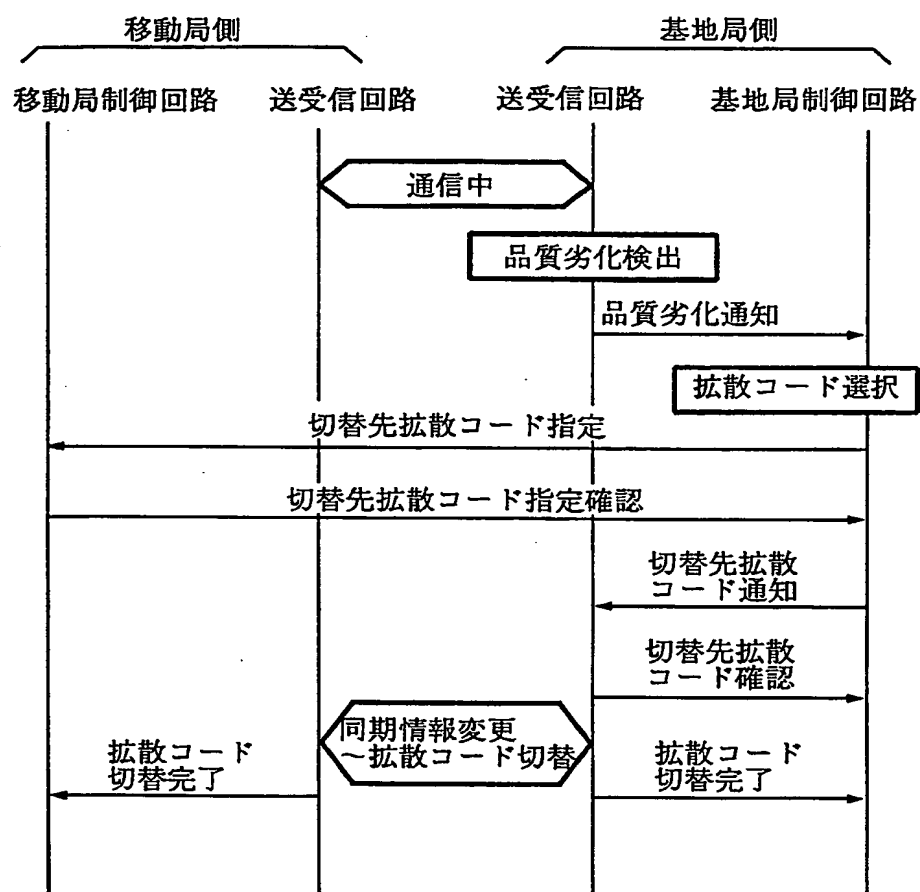 移動局側
基地局側
移動局制御回路
送受信回路
送受信回路
基地局制御回路
通信中
品質劣化検出
品質劣化通知
拡散コード選択
切替先拡散コード指定
切替先拡散コード指定確認
切替先拡散
コード通知
切替先拡散
コード確認
同期情報変更
～拡散コード切替
拡散コード
切替完了
拡散コード
切替完了